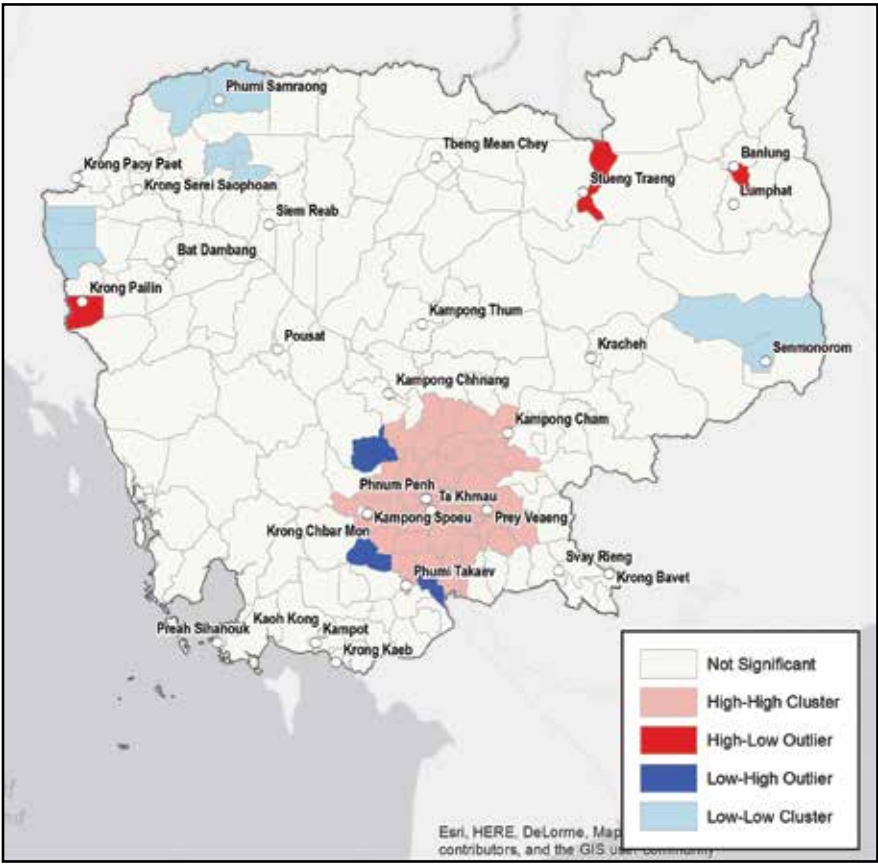 Phumi Samraong
Tbeng Mean Chey
Banlung
Krong Paoy Paet
Krong Serei Saophoan
Stueng Traeng
Lumphat
Siem Reab
Bat Dambang
Krong Pailin
Kampong Thum
Pousat
Kracheh
Senmonorom
Kampong Chhnang
Kampong Cham
Phnum Penh
Ta Khmau
Kampong Spoeu
Prey Veaeng
Krong Chbar Mon
Phumi Takaev
Svay Rieng
Krong Bavet
Kaoh Kong
Preah Sihanouk
Kampot
Krong Kaeb
Not Significant
High-High Cluster
High-Low Outlier
Low-High Outlier
Low-Low Cluster
Esri, HERE, DeLorme, Map
contributors, and the GIS user community